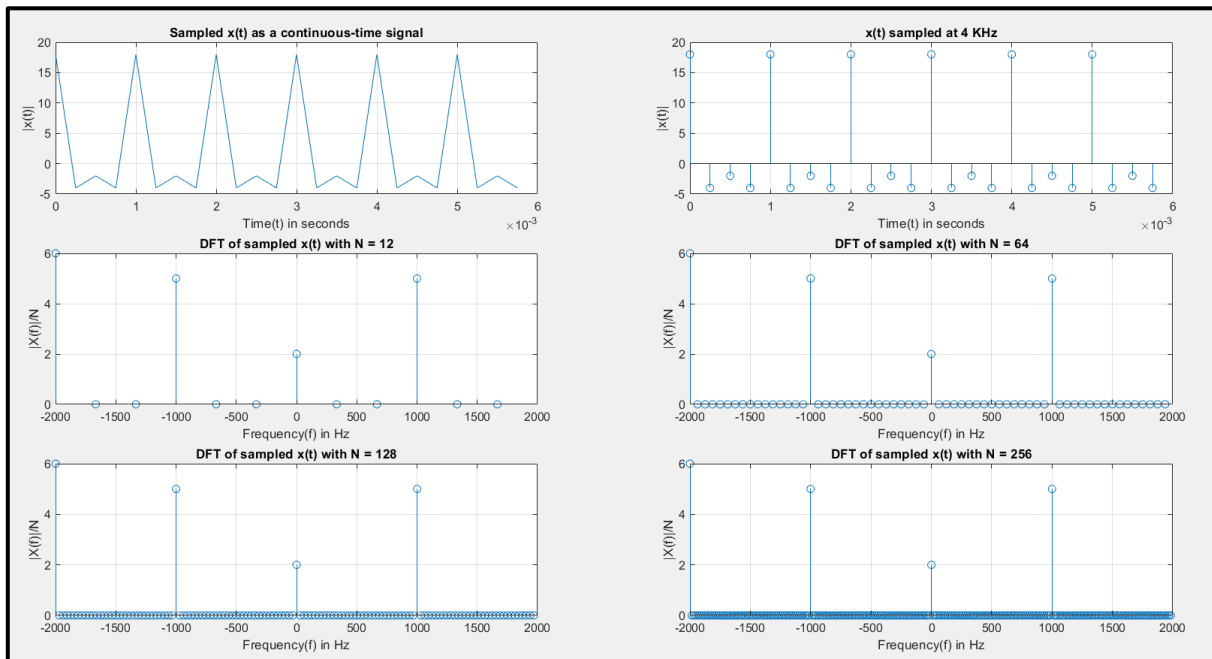 Sampled x(t) as a continuous-time signal
20
15
10
5
0
-5
|x(t)|
0 1 2 3 4 5 6
Time(t) in seconds
×10-3
x(t) sampled at 4 KHz
20
15
10
5
0
-5
|x(t)|
0 1 2 3 4 5 6
Time(t) in seconds
×10-3
DFT of sampled x(t) with N = 12
6
4
2
0
|X(f)|/N
-2000 -1500 -1000 -500 0 500 1000 1500 2000
Frequency(f) in Hz
DFT of sampled x(t) with N = 64
6
4
2
0
|X(f)|/N
-2000 -1500 -1000 -500 0 500 1000 1500 2000
Frequency(f) in Hz
DFT of sampled x(t) with N = 128
6
4
2
0
|X(f)|/N
-2000 -1500 -1000 -500 0 500 1000 1500 2000
Frequency(f) in Hz
DFT of sampled x(t) with N = 256
6
4
2
0
|X(f)|/N
-2000 -1500 -1000 -500 0 500 1000 1500 2000
Frequency(f) in Hz